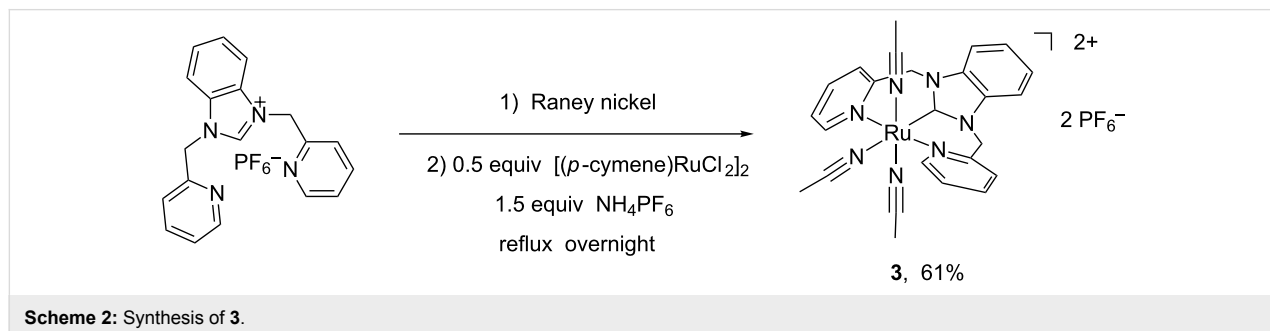 N
N
+
N
N
PF6−
1) Raney nickel
2) 0.5 equiv [(p-cymene)RuCl2]2
1.5 equiv NH4PF6
reflux overnight
N
N
N
N
N
Ru
N
N
2+
2 PF6−
3, 61%
Scheme 2: Synthesis of 3.